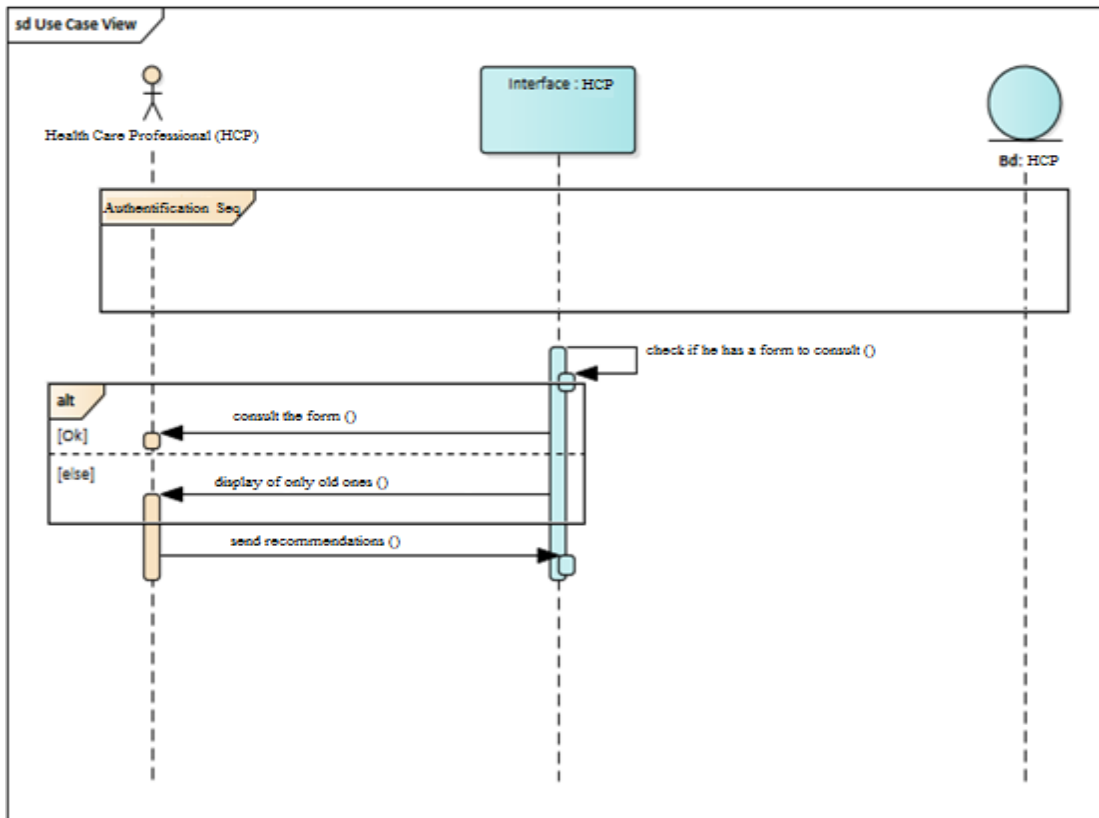 sd Use Case View
Interface : HCP
Health Care Professional (HCP)
Bd: HCP
Authentification Seq
check if he has a form to consult ()
alt
consult the form ()
[Ok]
[else]
display of only old ones ()
send recommendations ()